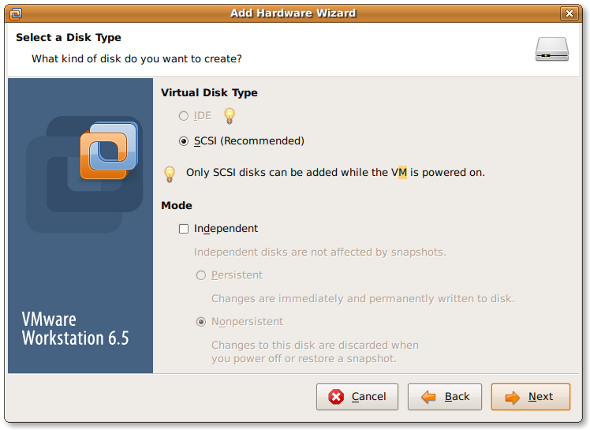 Add Hardware Wizard
Select a Disk Type
What kind of disk do you want to create?
Virtual Disk Type
IDE
SCSI (Recommended)
Only SCSI disks can be added while the VM is powered on.
Mode
Independent
Independent disks are not affected by snapshots.
Persistent
Changes are immediately and permanently written to disk.
Nonpersistent
Changes to this disk are discarded when
you power off or restore a snapshot.
VMware
Workstation 6.5
Cancel
Back
Next